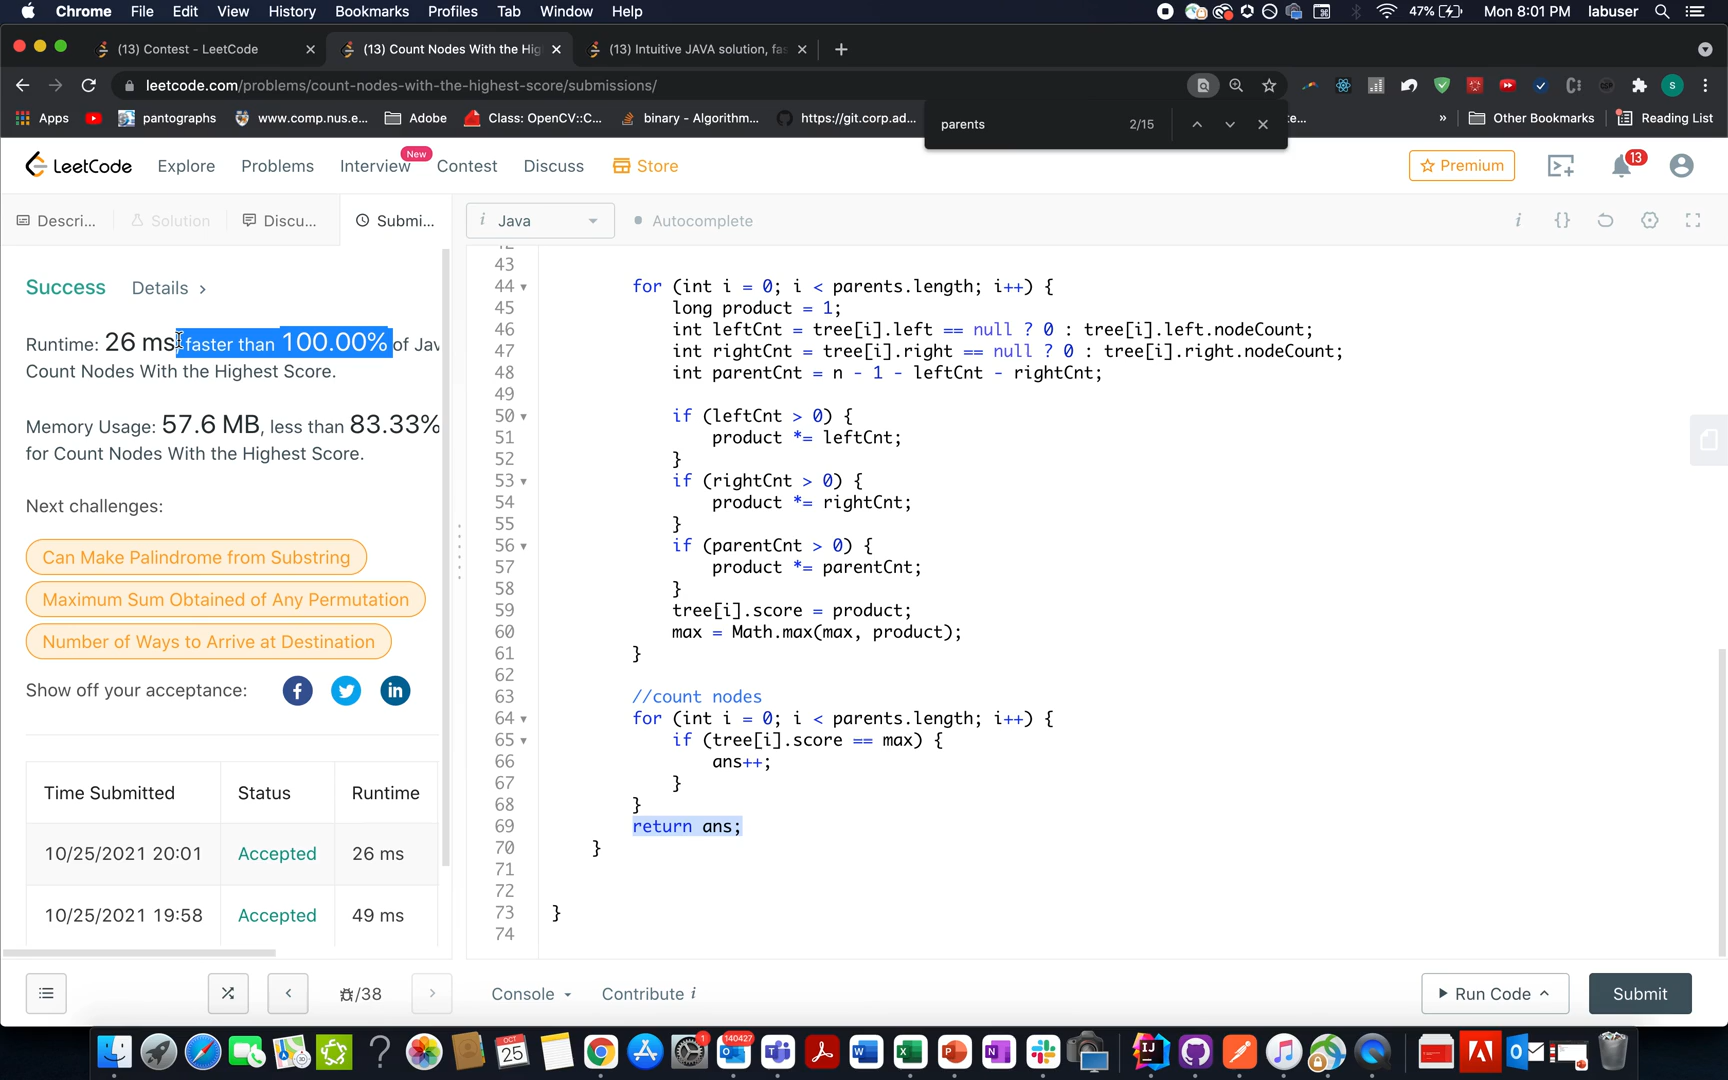 Chrome File Edit View History Bookmarks Profiles Tab Window Help 47% Mon 8:01 PM labuser
(13) Contest - LeetCode (13) Count Nodes With the Hig (13) Intuitive JAVA solution, fas
leetcode.com/problems/count-nodes-with-the-highest-score/submissions/
Apps pantographs www.comp.nus.e... Adobe Class: OpenCV::C... binary - Algorithm... https://git.corp.ad... e... » Other Bookmarks Reading List
parents 2/15
LeetCode Explore Problems Interview New Contest Discuss Store Premium 13
Descri... Solution Discu... Submi... i Java Autocomplete
Success Details >
Runtime: 26 ms, faster than 100.00% of Jav
Count Nodes With the Highest Score.
Memory Usage: 57.6 MB, less than 83.33%
for Count Nodes With the Highest Score.
Next challenges:
Can Make Palindrome from Substring
Maximum Sum Obtained of Any Permutation
Number of Ways to Arrive at Destination
Show off your acceptance:
Time Submitted Status Runtime
10/25/2021 20:01 Accepted 26 ms
10/25/2021 19:58 Accepted 49 ms
42
43
44 for (int i = 0; i < parents.length; i++) {
45 long product = 1;
46 int leftCnt = tree[i].left == null ? 0 : tree[i].left.nodeCount;
47 int rightCnt = tree[i].right == null ? 0 : tree[i].right.nodeCount;
48 int parentCnt = n - 1 - leftCnt - rightCnt;
49
50 if (leftCnt > 0) {
51 product *= leftCnt;
52 }
53 if (rightCnt > 0) {
54 product *= rightCnt;
55 }
56 if (parentCnt > 0) {
57 product *= parentCnt;
58 }
59 tree[i].score = product;
60 max = Math.max(max, product);
61 }
62
63 //count nodes
64 for (int i = 0; i < parents.length; i++) {
65 if (tree[i].score == max) {
66 ans++;
67 }
68 }
69 return ans;
70 }
71
72
73 }
74
/38 Console Contribute i Run Code Submit
OCT 25 1 140427